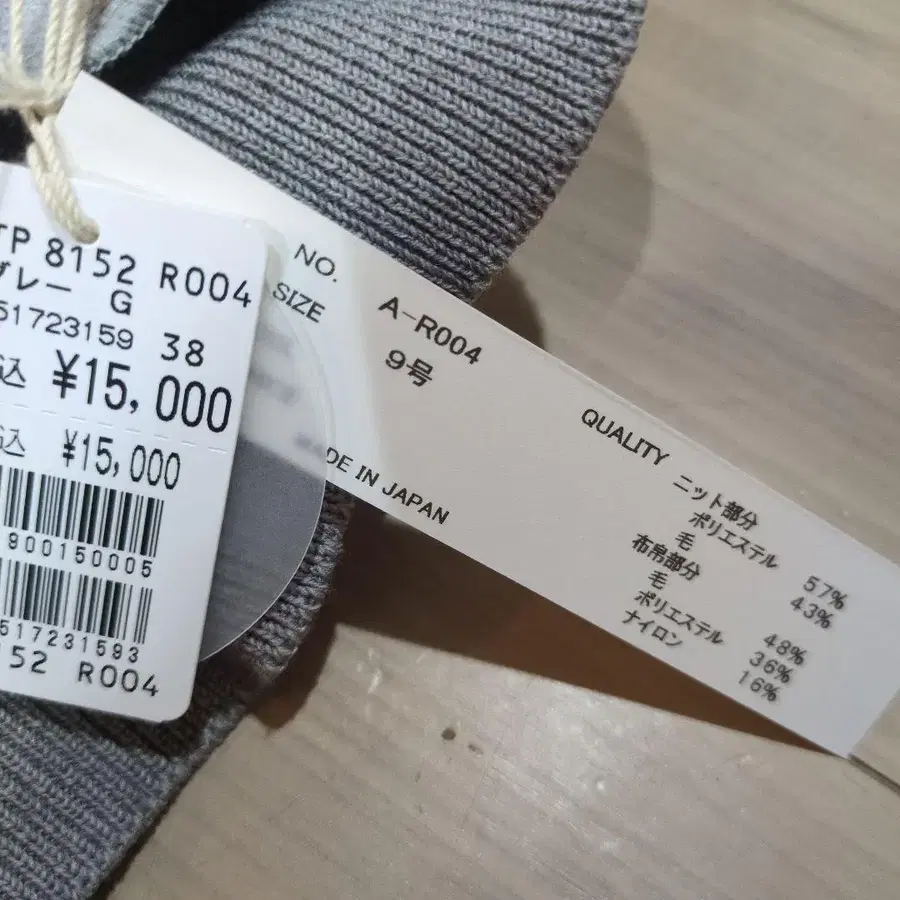 TP 8152 R004
グレー G
51723159 38
込 ¥15,000
込 ¥15,000
900150005
517231593
152 R004
NO. A-R004
SIZE 9号
DE IN JAPAN
QUALITY
ニット部分
ポリエステル 57%
毛 43%
布帛部分
毛 48%
ポリエステル 36%
ナイロン 16%